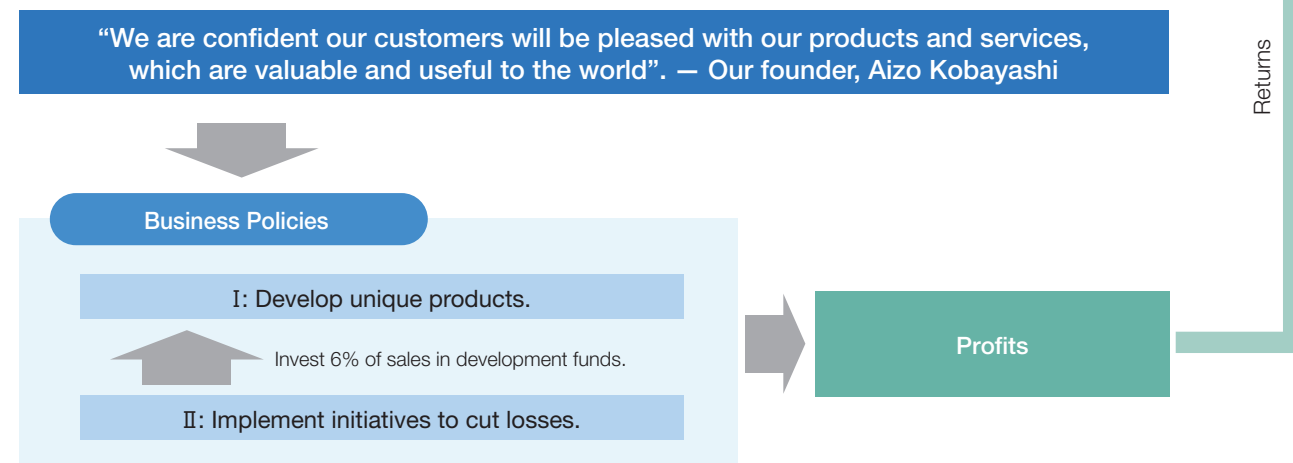 “We are confident our customers will be pleased with our products and services,
which are valuable and useful to the world”. — Our founder, Aizo Kobayashi
Returns
Business Policies
Ⅰ: Develop unique products.
Invest 6% of sales in development funds.
Ⅱ: Implement initiatives to cut losses.
Profits